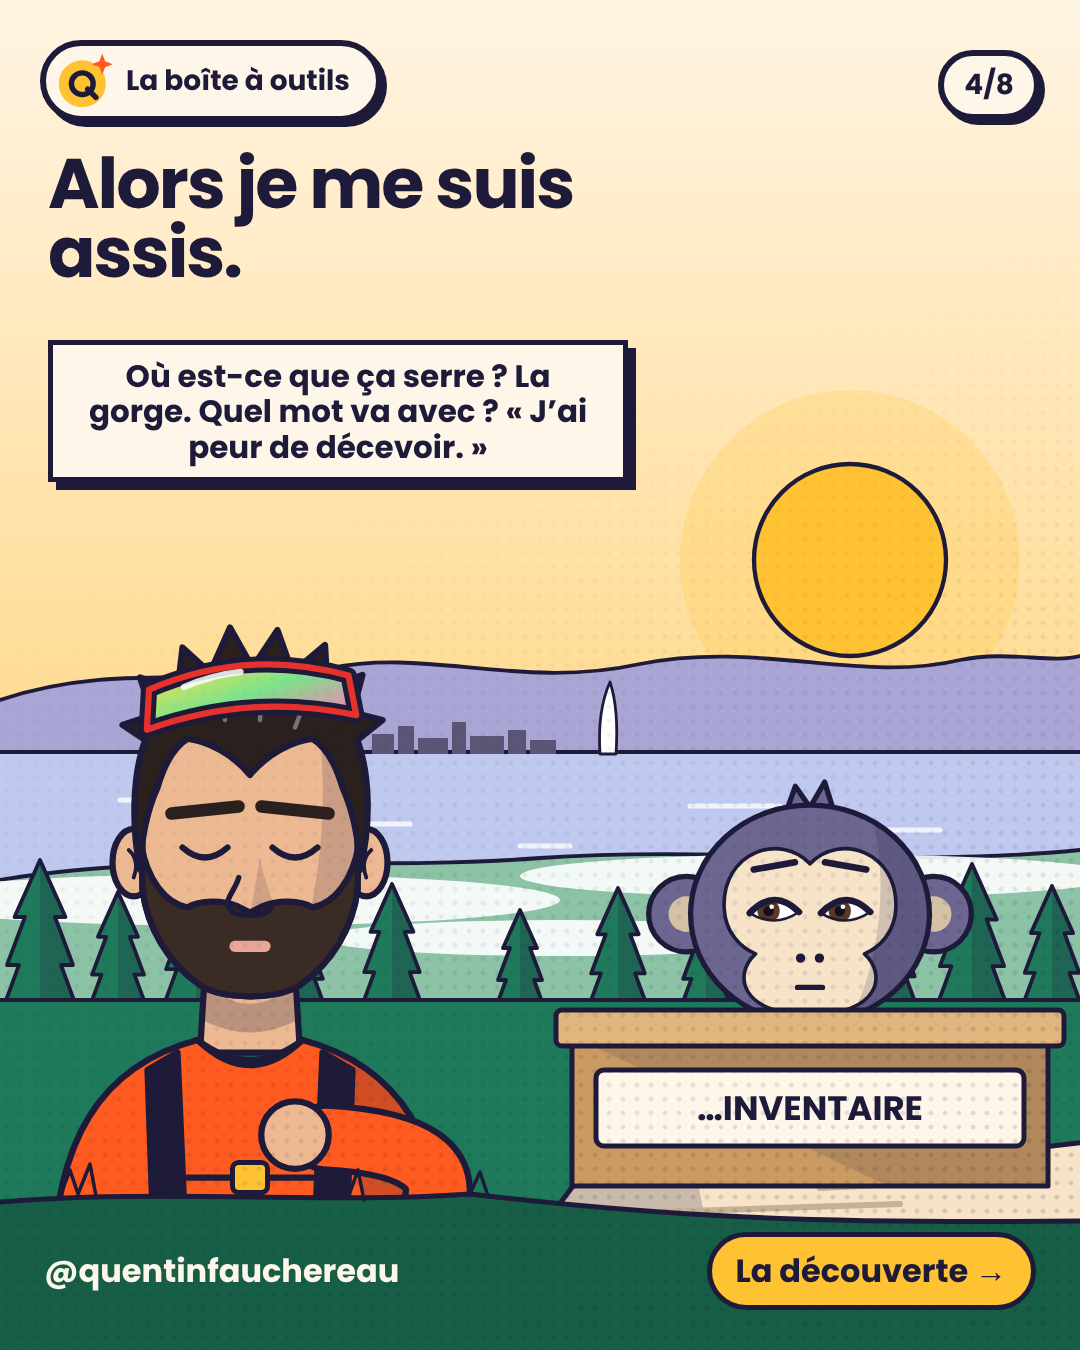 Q
La boîte à outils
4/8
Alors je me suis
assis.
Où est-ce que ça serre ? La
gorge. Quel mot va avec ? « J’ai
peur de décevoir. »
...INVENTAIRE
@quentinfauchereau
La découverte →